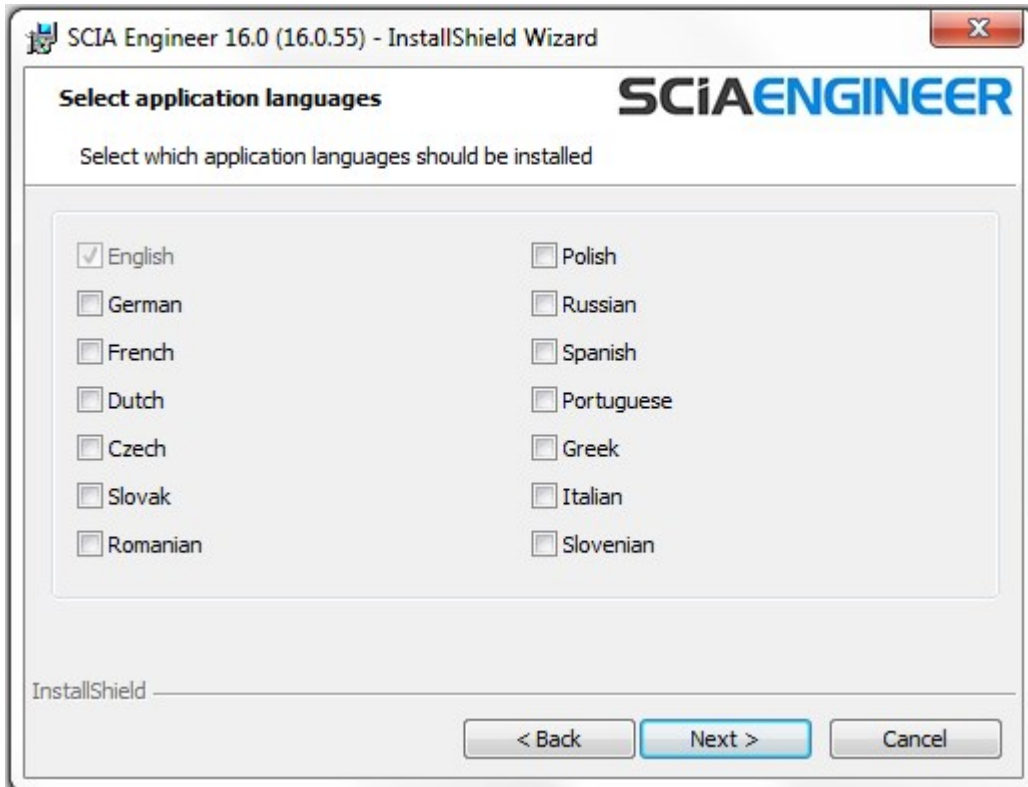 SCIA Engineer 16.0 (16.0.55) - InstallShield Wizard
Select application languages
SCiAENGINEER
Select which application languages should be installed
English
German
French
Dutch
Czech
Slovak
Romanian
Polish
Russian
Spanish
Portuguese
Greek
Italian
Slovenian
InstallShield
< Back
Next >
Cancel